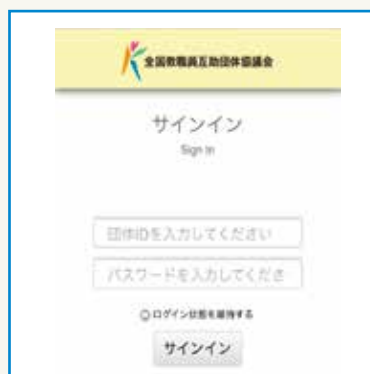 全国教職員互助団体協議会
サインイン
Sign In
団体IDを入力してください
パスワードを入力してくださ
ログイン状態を維持する
サインイン